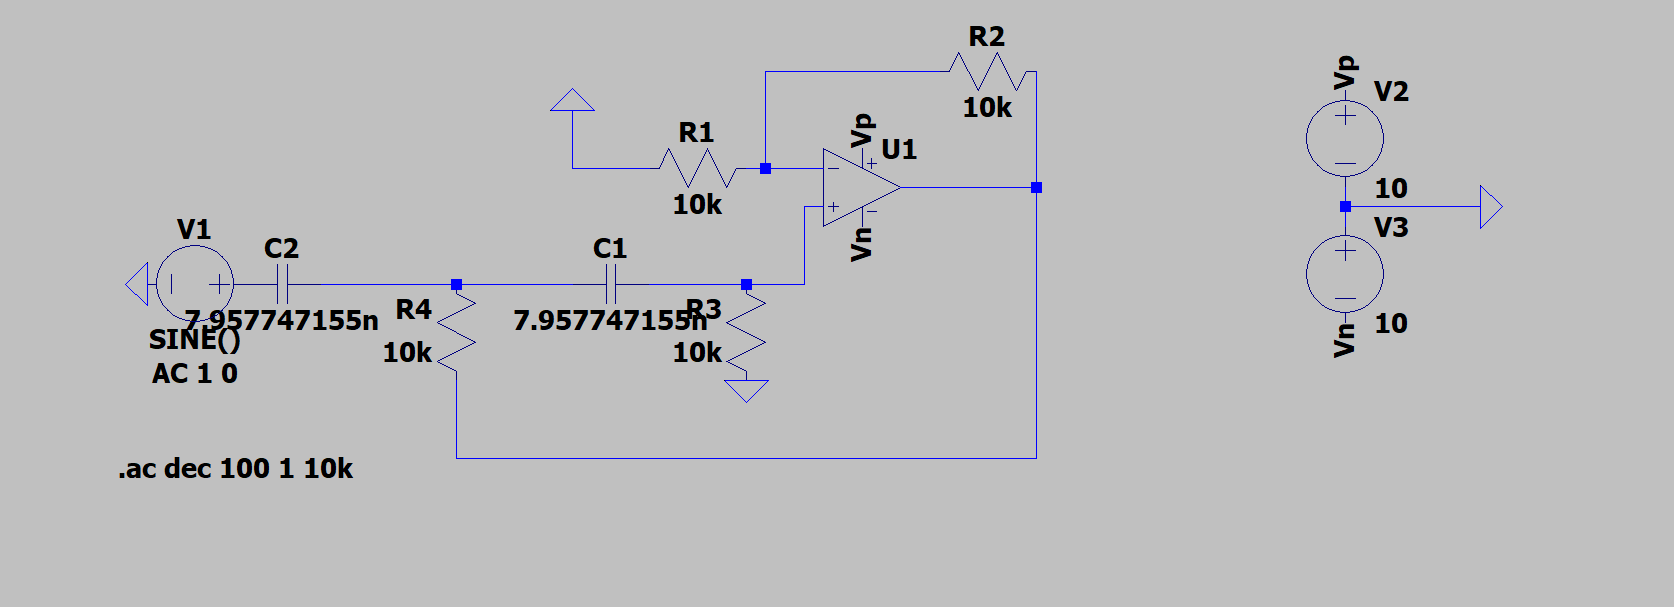 R2
10k
Vp
U1
R1
10k
Vn
V1
C2
7.957747155n
SINE()
AC 1 0
R4
10k
C1
7.957747155n
R3
10k
.ac dec 100 1 10k
Vp
V2
10
V3
10
Vn